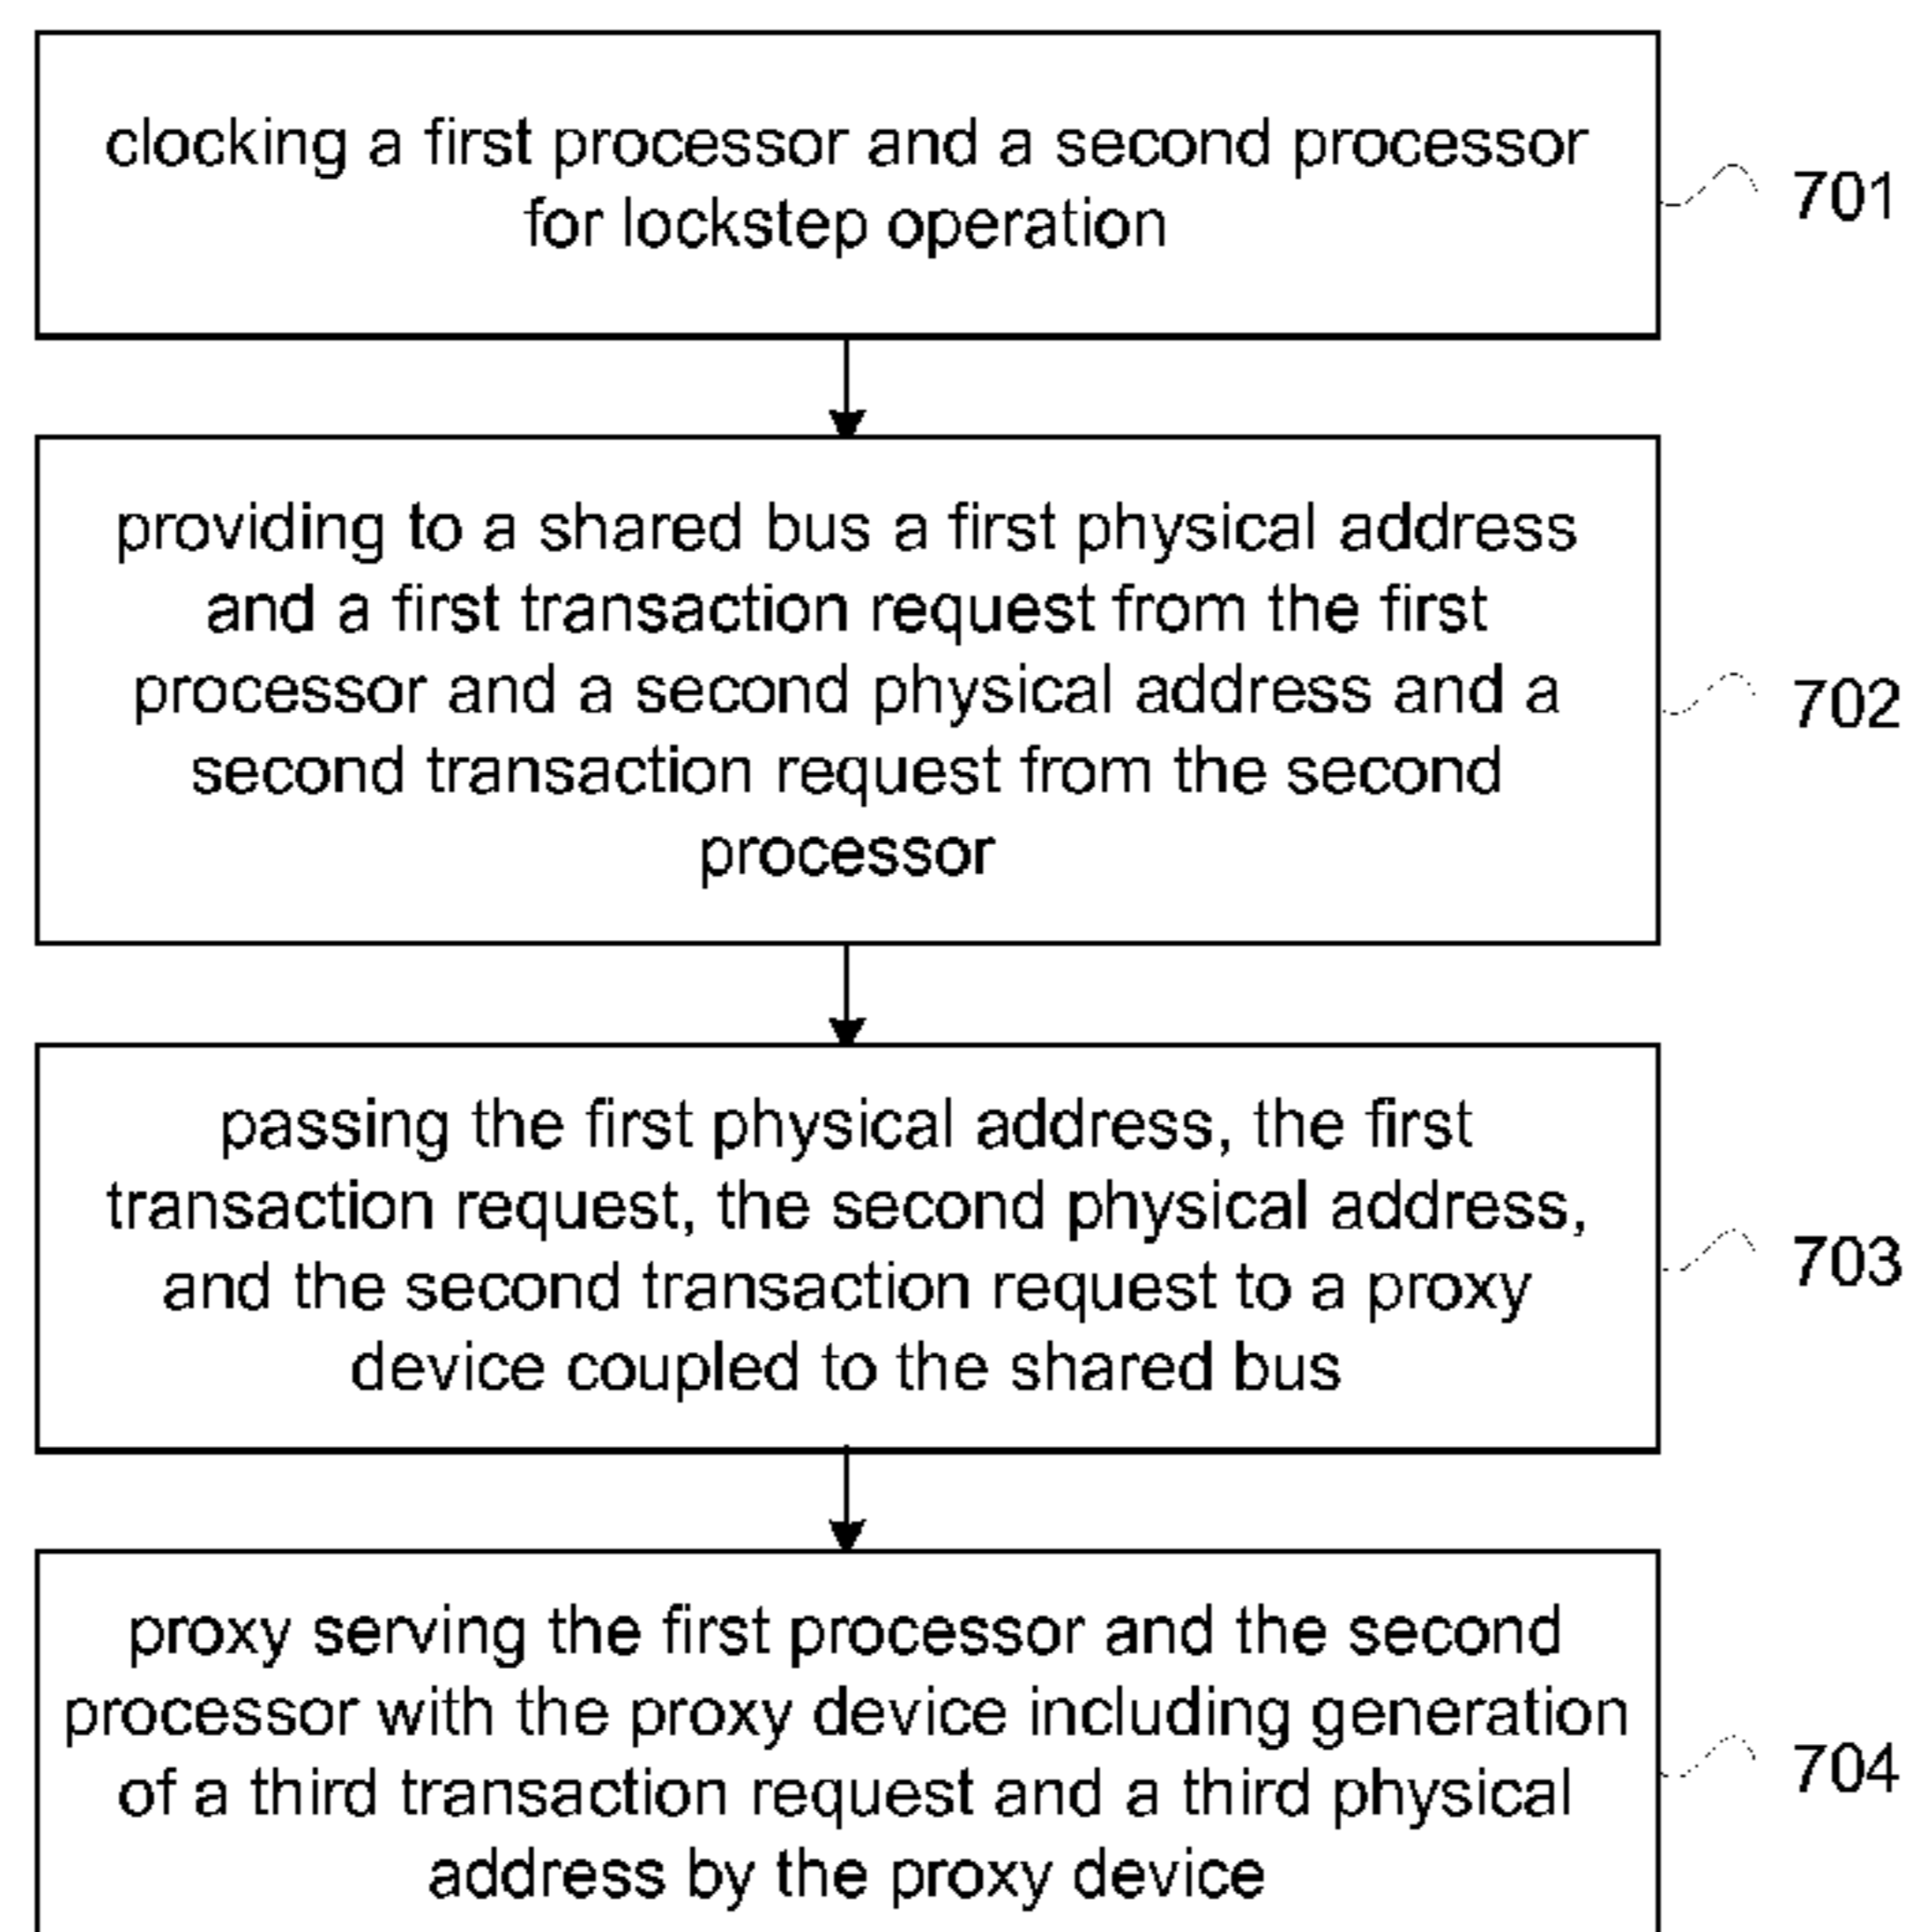 clocking a first processor and a second processor
for lockstep operation
701
providing to a shared bus a first physical address
and a first transaction request from the first
processor and a second physical address and a
second transaction request from the second
processor
702
passing the first physical address, the first
transaction request, the second physical address,
and the second transaction request to a proxy
device coupled to the shared bus
703
proxy serving the first processor and the second
processor with the proxy device including generation
of a third transaction request and a third physical
address by the proxy device
704